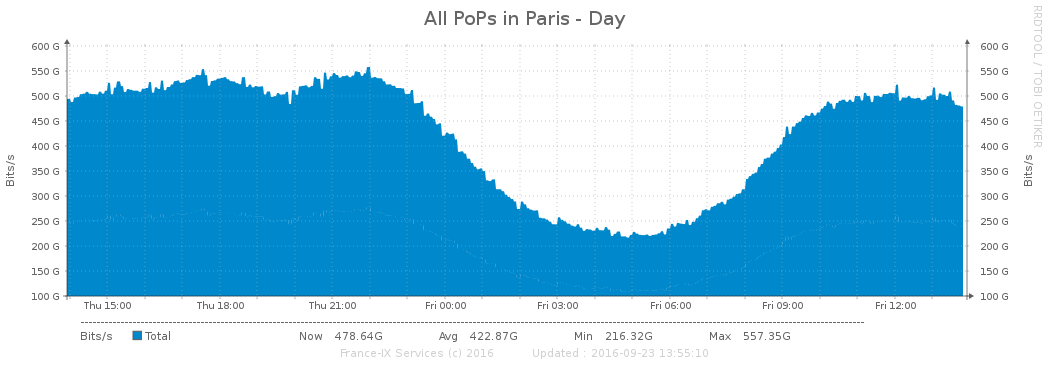 All PoPs in Paris - Day
RRDTOOL / TOBI OETIKER
Bits/s
600 G
550 G
500 G
450 G
400 G
350 G
300 G
250 G
200 G
150 G
100 G
600 G
550 G
500 G
450 G
400 G
350 G
300 G
250 G
200 G
150 G
100 G
Bits/s
Thu 15:00 Thu 18:00 Thu 21:00 Fri 00:00 Fri 03:00 Fri 06:00 Fri 09:00 Fri 12:00
Bits/s Total Now 478.64G Avg 422.87G Min 216.32G Max 557.35G
France-IX Services (c) 2016 Updated : 2016-09-23 13:55:10